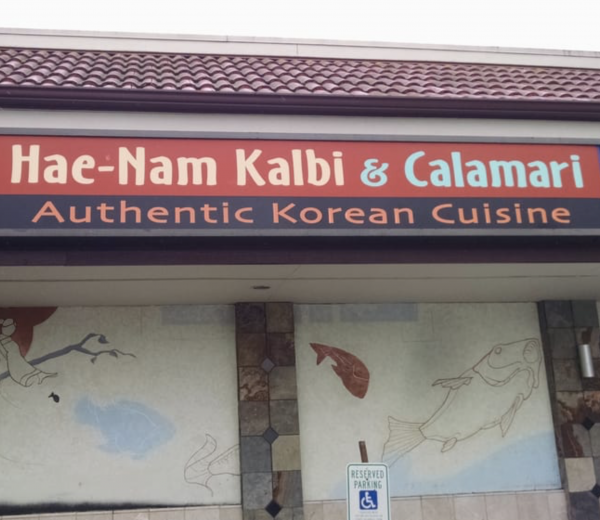 Hae-Nam Kalbi & Calamari
Authentic Korean Cuisine
RESERVED
PARKING